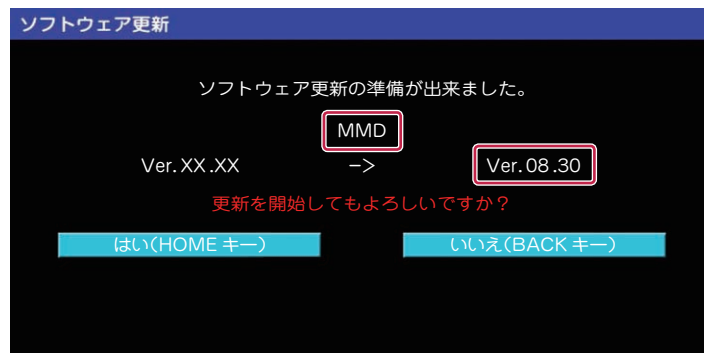 ソフトウェア更新
ソフトウェア更新の準備が出来ました。
MMD
Ver.XX.XX –> Ver.08.30
更新を開始してもよろしいですか?
はい(HOME キー) いいえ(BACK キー)